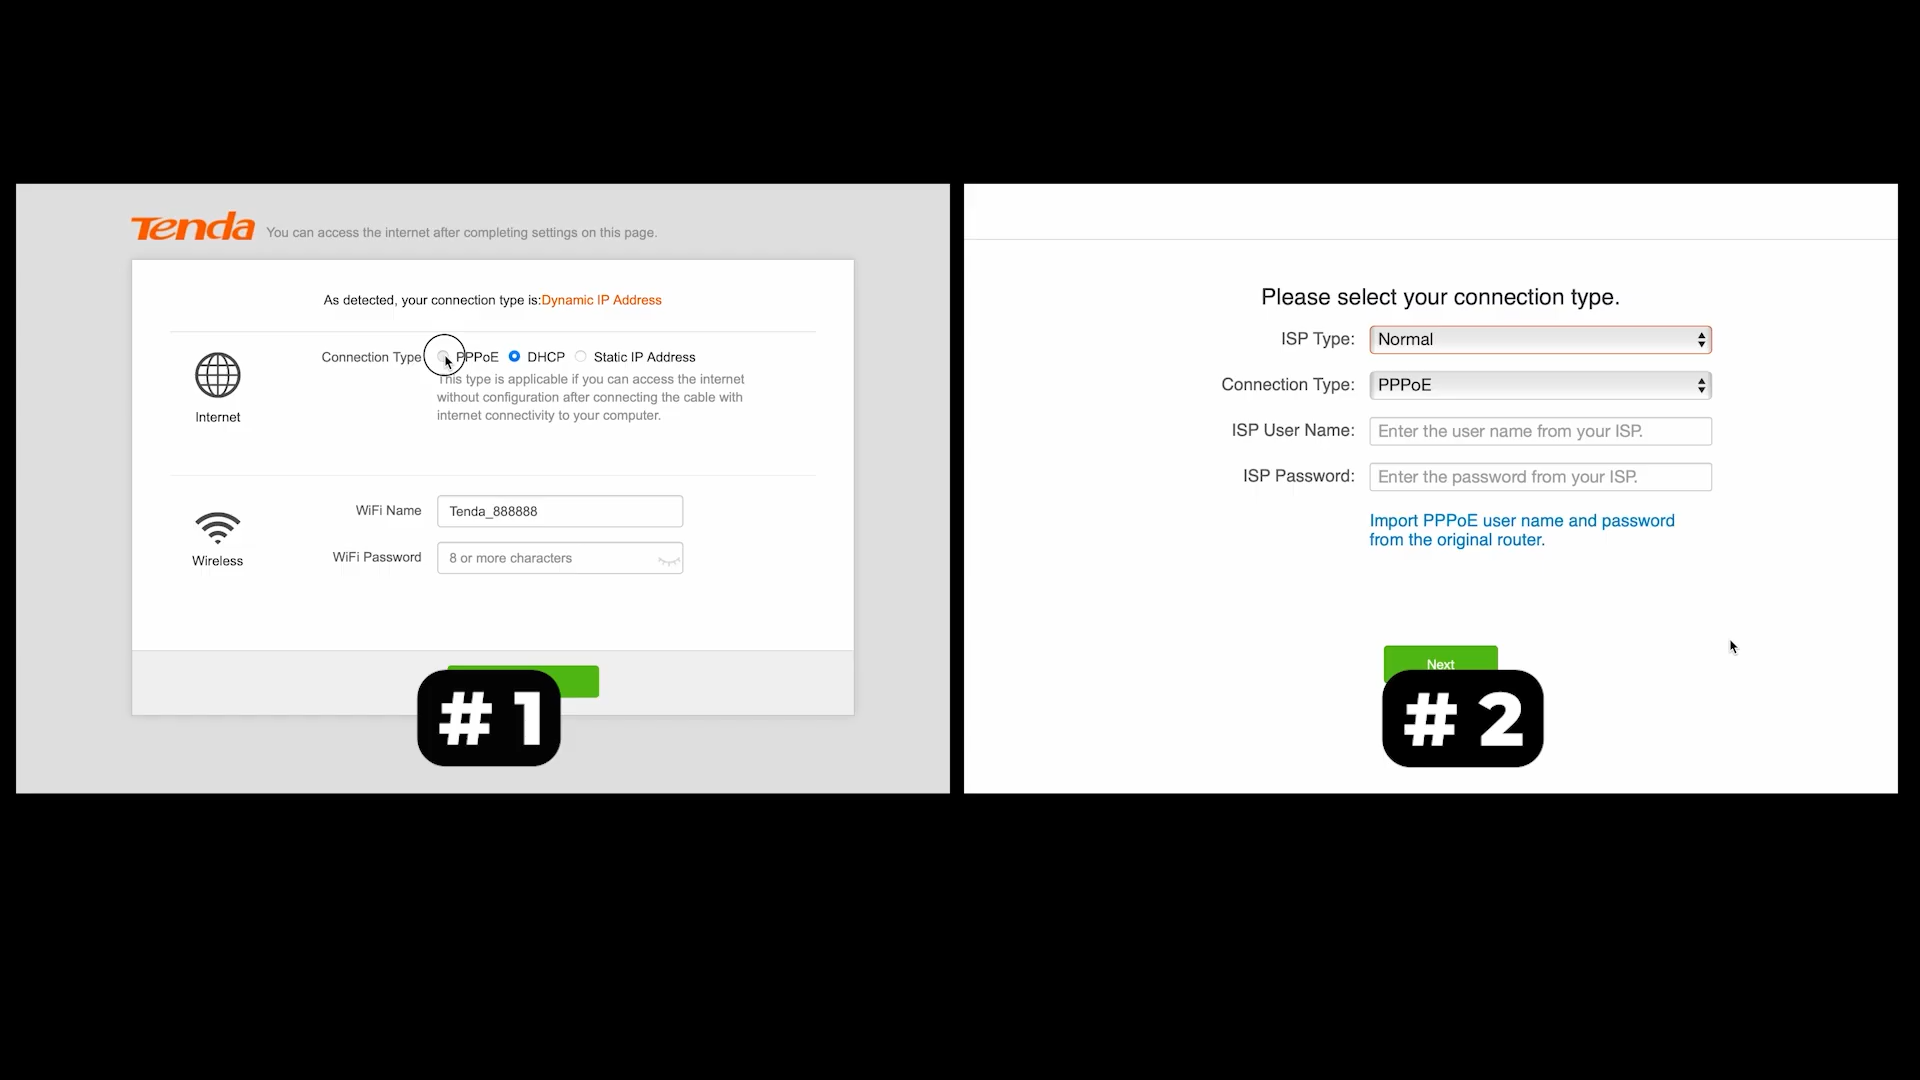 Tenda You can access the internet after completing settings on this page.
As detected, your connection type is:Dynamic IP Address
Connection Type PPPoE DHCP Static IP Address
This type is applicable if you can access the internet
without configuration after connecting the cable with
internet connectivity to your computer.
Internet
WiFi Name Tenda_888888
WiFi Password 8 or more characters
Wireless
# 1
Please select your connection type.
ISP Type: Normal
Connection Type: PPPoE
ISP User Name: Enter the user name from your ISP.
ISP Password: Enter the password from your ISP.
Import PPPoE user name and password
from the original router.
Next
# 2